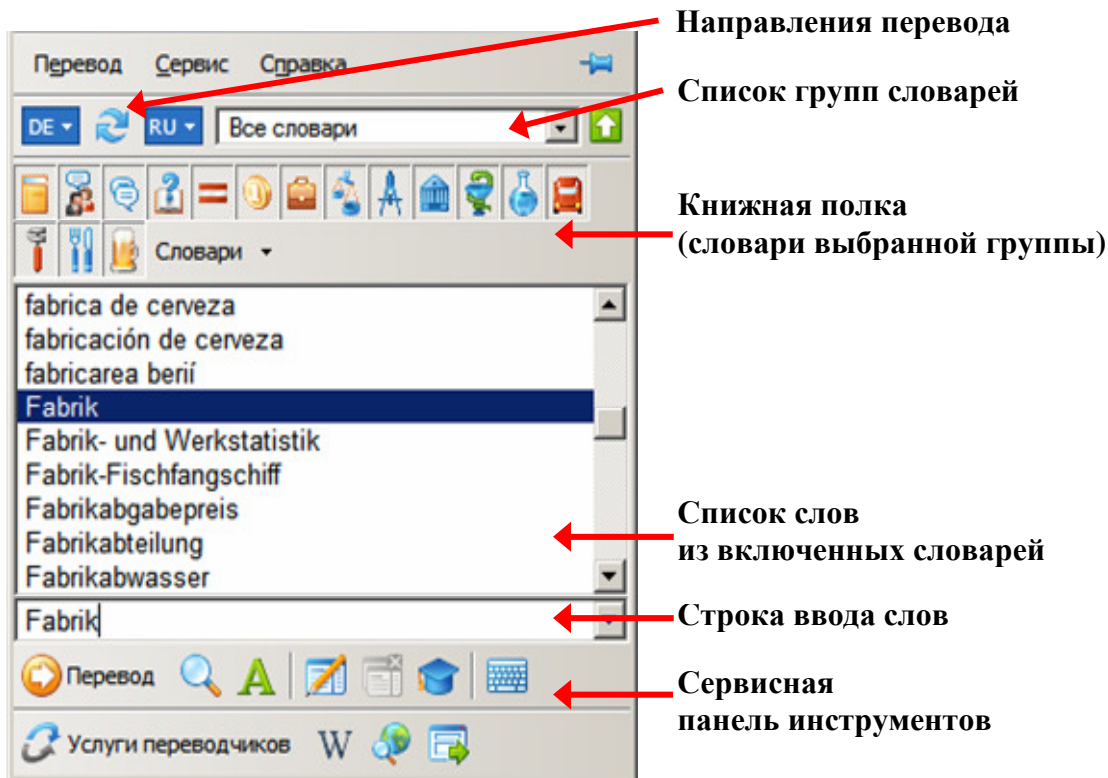 Направления перевода
Перевод Сервис Справка
Список групп словарей
DE RU Все словари
Книжная полка
(словари выбранной группы)
Словари
fabrica de cerveza
fabricación de cerveza
fabricarea berií
Fabrik
Fabrik- und Werkstatistik
Fabrik-Fischfangschiff
Fabrikabgabepreis
Fabrikabteilung
Fabrikabwasser
Список слов
из включенных словарей
Fabrik
Строка ввода слов
Перевод A
Сервисная
панель инструментов
Услуги переводчиков W